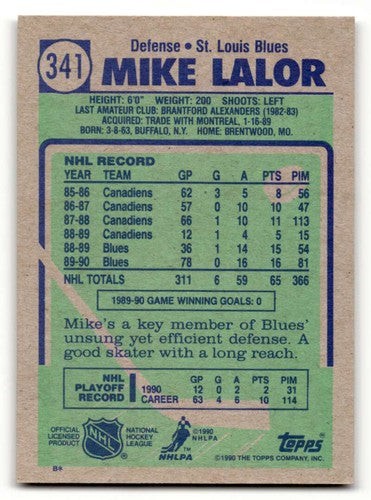 341
Defense • St. Louis Blues
MIKE LALOR
HEIGHT: 6'0" WEIGHT: 200 SHOOTS: LEFT
LAST AMATEUR CLUB: BRANTFORD ALEXANDERS (1982-83)
ACQUIRED: TRADE WITH MONTREAL, 1-16-89
BORN: 3-8-63, BUFFALO, N.Y. HOME: BRENTWOOD, MO.
NHL RECORD
YEAR TEAM GP G A PTS PIM
85-86 Canadiens 62 3 5 8 56
86-87 Canadiens 57 0 10 10 47
87-88 Canadiens 66 1 10 11 113
88-89 Canadiens 12 1 4 5 15
88-89 Blues 36 1 14 15 54
89-90 Blues 78 0 16 16 81
NHL TOTALS 311 6 59 65 366
1989-90 GAME WINNING GOALS: 0
Mike's a key member of Blues'
unsung yet efficient defense. A
good skater with a long reach.
NHL
PLAYOFF
RECORD
GP G A PTS PIM
1990 12 0 2 2 31
CAREER 63 4 6 10 114
OFFICIAL
LICENSED
PRODUCT
NHL
NATIONAL
HOCKEY
LEAGUE
©1990
NHLPA
NHLPA
TOPPS
©1990 THE TOPPS COMPANY, INC.
B*